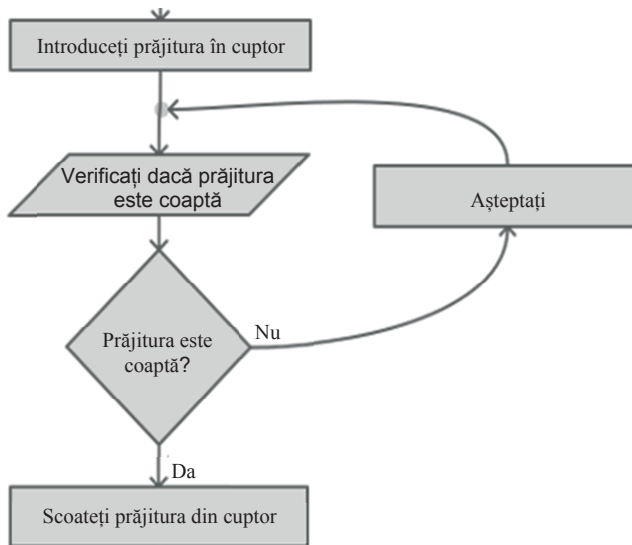 Introduceți prăjitura în cuptor
Verificați dacă prăjitura
este coaptă
Așteptați
Prăjitura este
coaptă?
Nu
Da
Scoateți prăjitura din cuptor